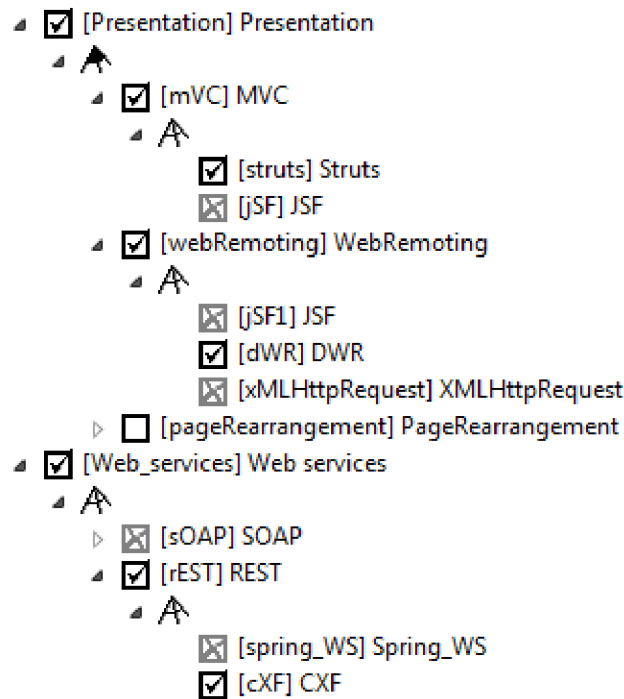 [Presentation] Presentation
[mVC] MVC
[struts] Struts
[jSF] JSF
[webRemoting] WebRemoting
[jSF1] JSF
[dWR] DWR
[xMLHttpRequest] XMLHttpRequest
[pageRearrangement] PageRearrangement
[Web_services] Web services
[sOAP] SOAP
[rEST] REST
[spring_WS] Spring_WS
[cXF] CXF